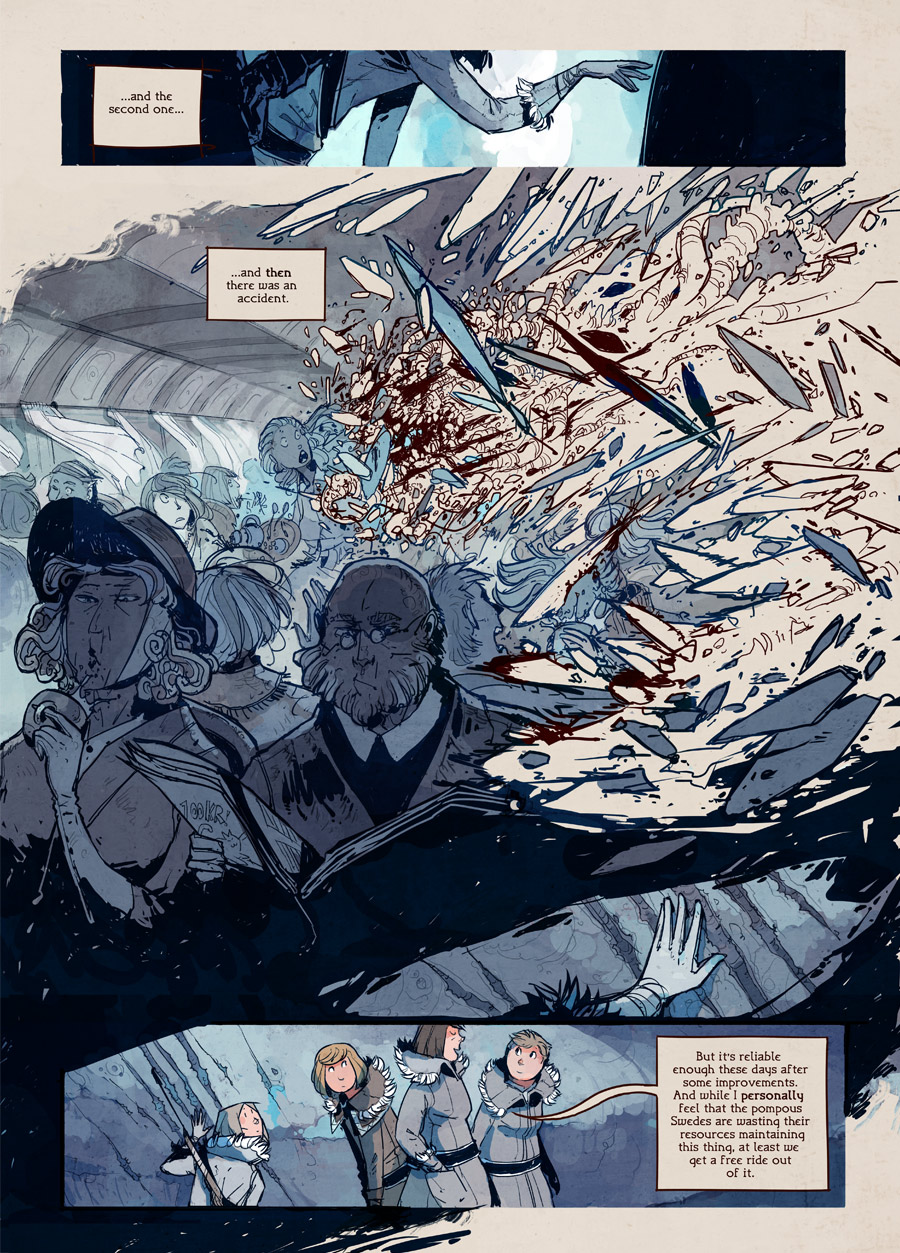 ...and the
second one...
...and then
there was an
accident.
100KR!
But it's reliable
enough these days after
some improvements.
And while I personally
feel that the pompous
Swedes are wasting their
resources maintaining
this thing, at least we
get a free ride out
of it.